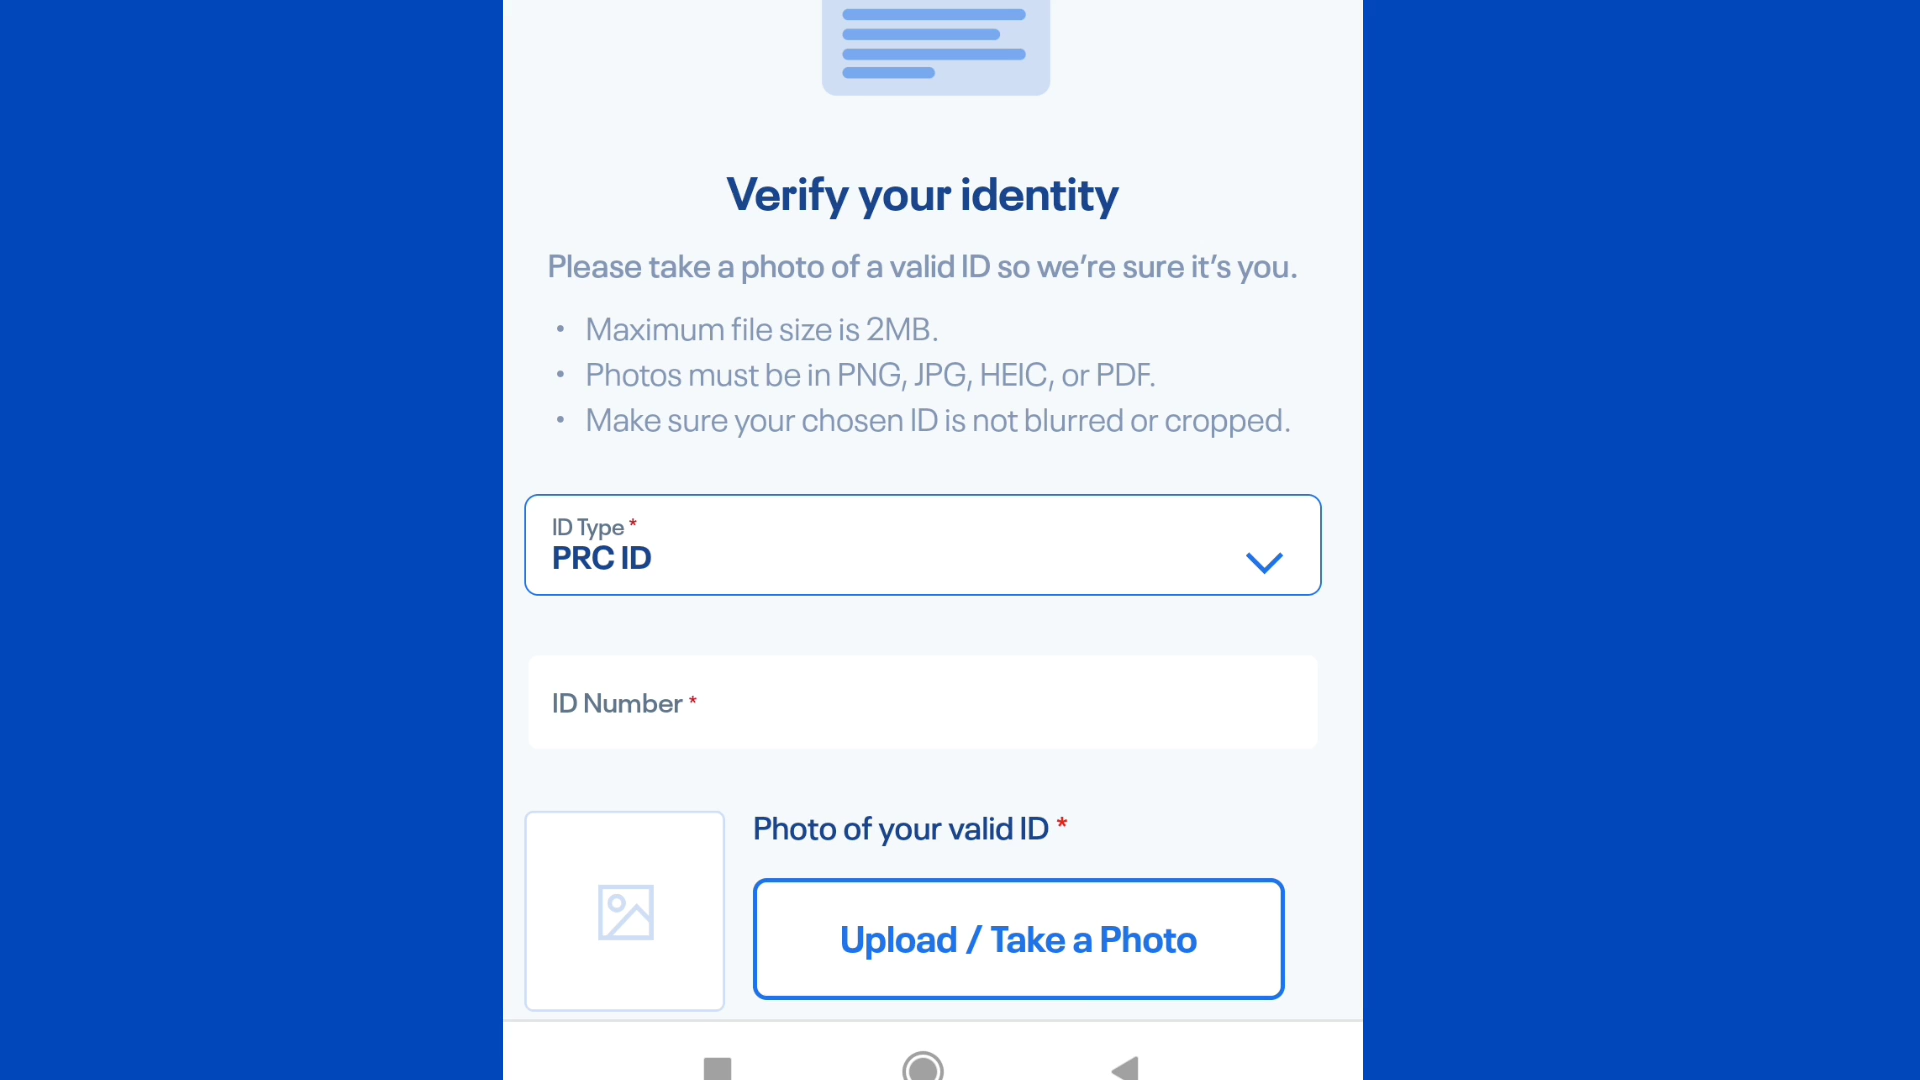 Verify your identity
Please take a photo of a valid ID so we’re sure it’s you.
• Maximum file size is 2MB.
• Photos must be in PNG, JPG, HEIC, or PDF.
• Make sure your chosen ID is not blurred or cropped.
ID Type *
PRC ID
ID Number *
Photo of your valid ID *
Upload / Take a Photo